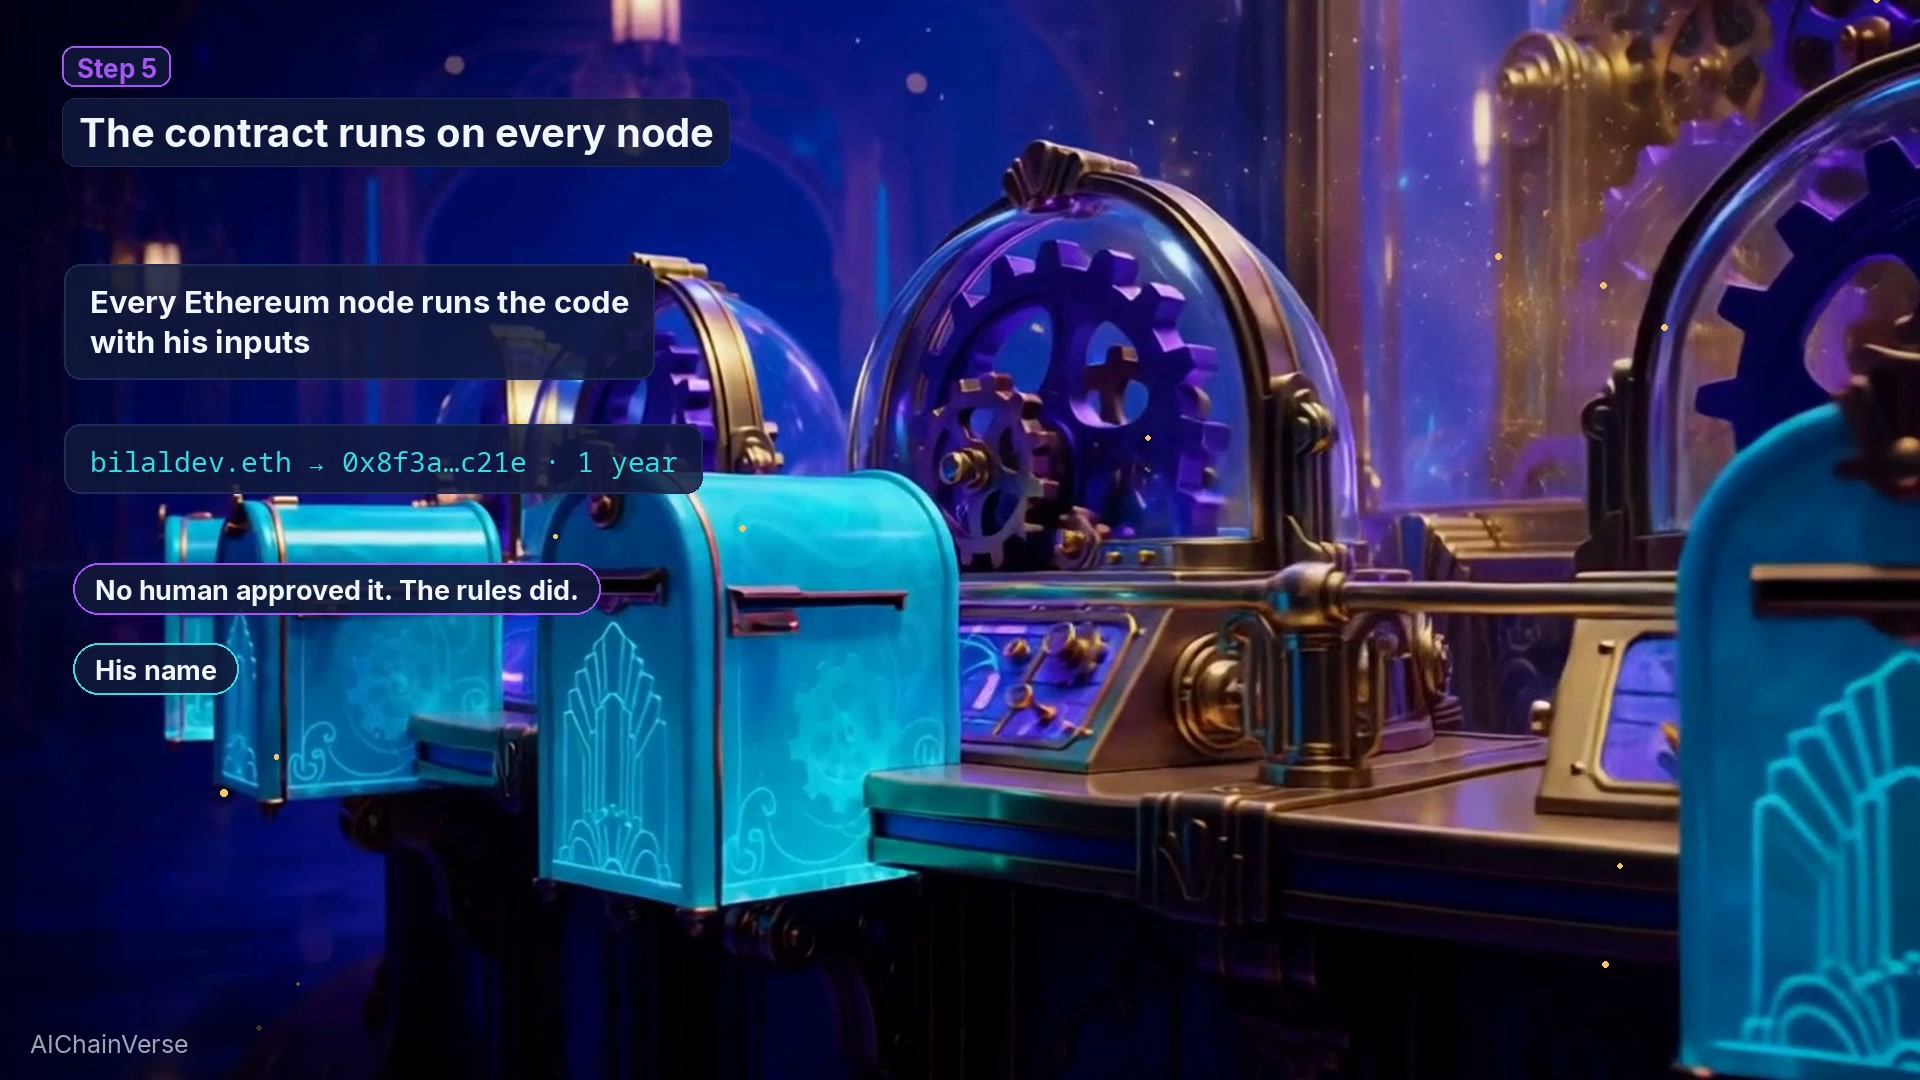 Step 5
The contract runs on every node
Every Ethereum node runs the code
with his inputs
bilaldev.eth → 0x8f3a…c21e · 1 year
No human approved it. The rules did.
His name
AIChainVerse